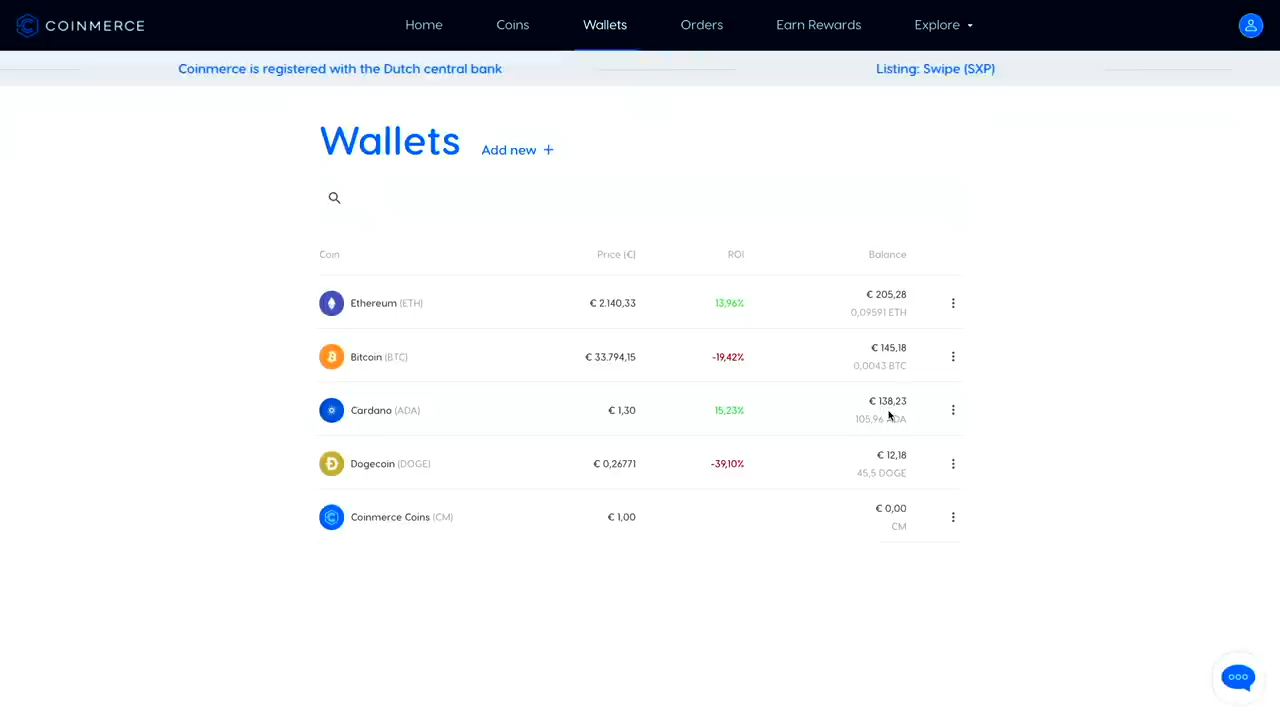 COINMERCE Home Coins Wallets Orders Earn Rewards Explore
Coinmerce is registered with the Dutch central bank Listing: Swipe (SXP)
Wallets Add new +
Coin Price (€) ROI Balance
Ethereum (ETH) € 2.140,33 13,96% € 205,28
0,09591 ETH
Bitcoin (BTC) € 33.794,15 -19,42% € 145,18
0,0043 BTC
Cardano (ADA) € 1,30 15,23% € 138,23
105,96 ADA
Dogecoin (DOGE) € 0,26771 -39,10% € 12,18
45,5 DOGE
Coinmerce Coins (CM) € 1,00 € 0,00
CM